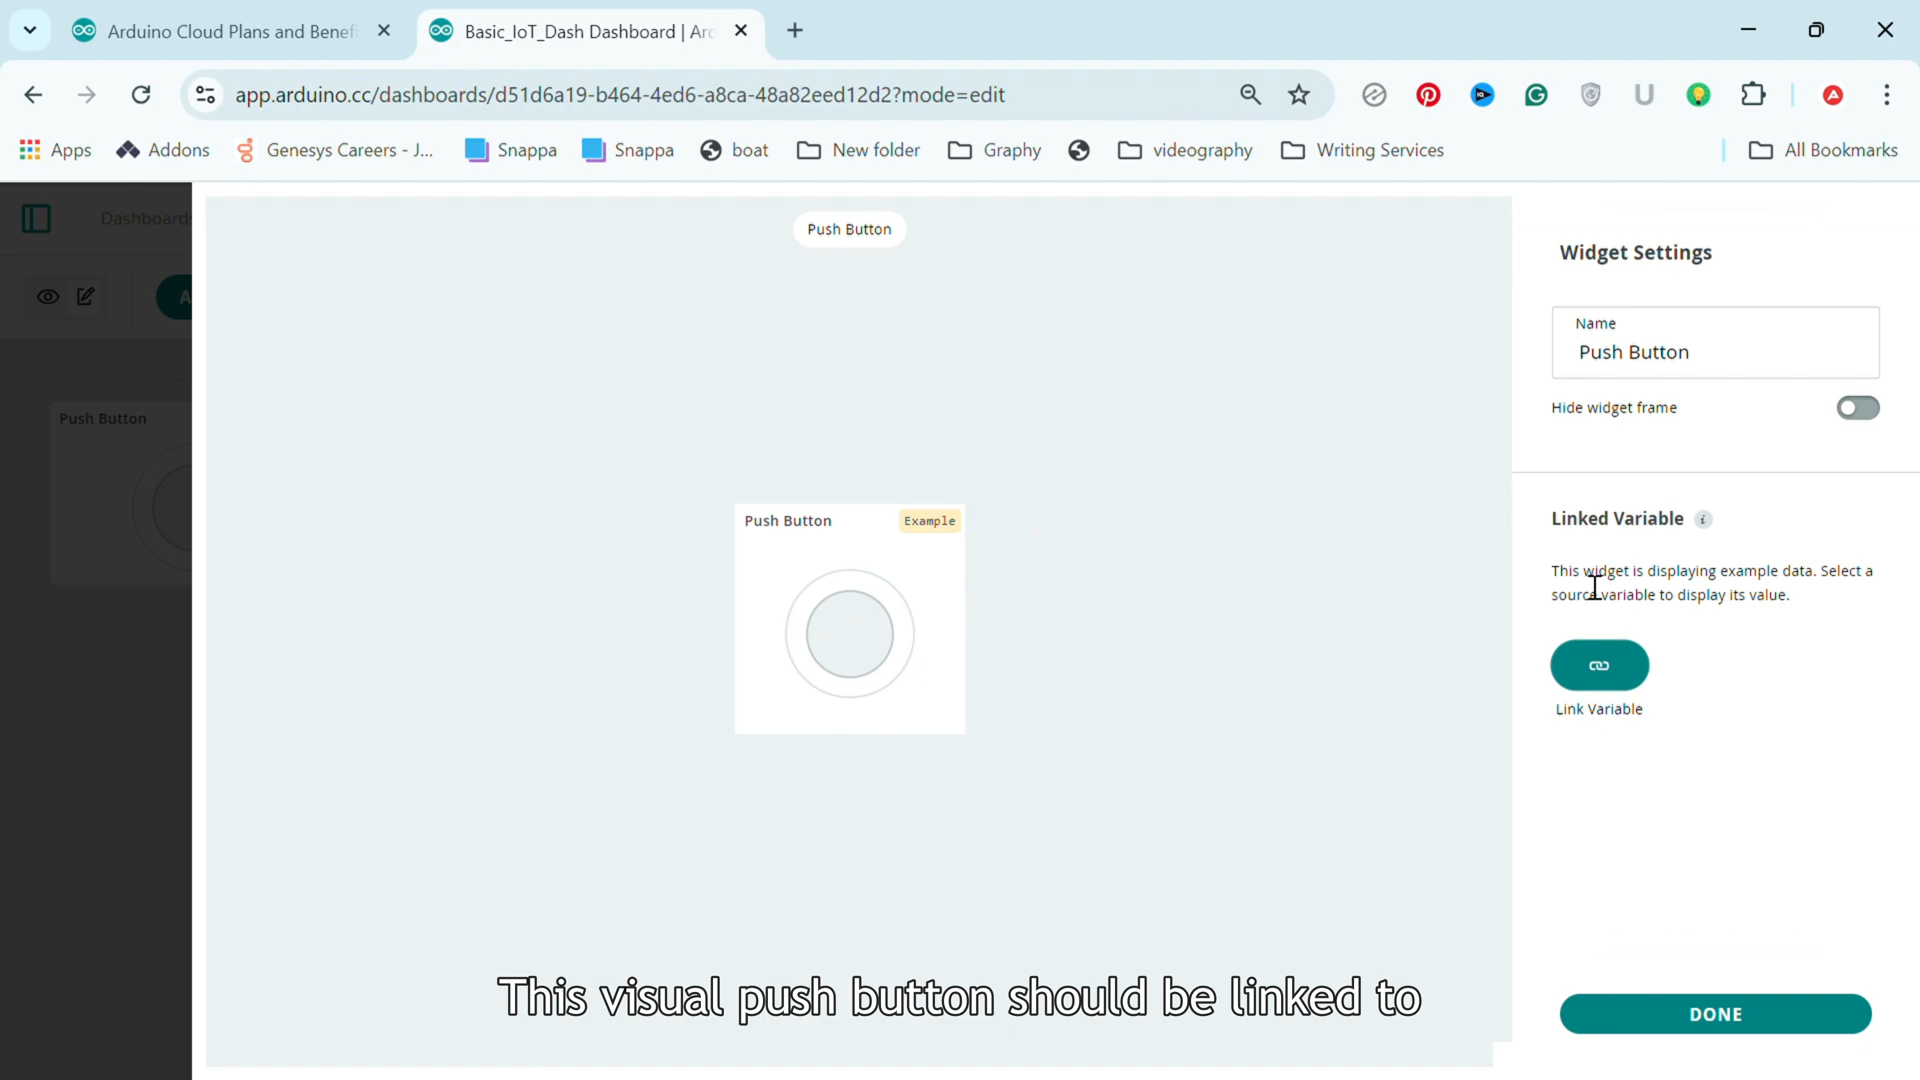 Arduino Cloud Plans and Benef
Basic_IoT_Dash Dashboard | Ar
app.arduino.cc/dashboards/d51d6a19-b464-4ed6-a8ca-48a82eed12d2?mode=edit
Apps
Addons
Genesys Careers - J...
Snappa
Snappa
boat
New folder
Graphy
videography
Writing Services
All Bookmarks
Dashboards
A
Push Button
Push Button
Push Button
Example
Widget Settings
Name
Push Button
Hide widget frame
Linked Variable i
This widget is displaying example data. Select a
source variable to display its value.
Link Variable
DONE
This visual push button should be linked to